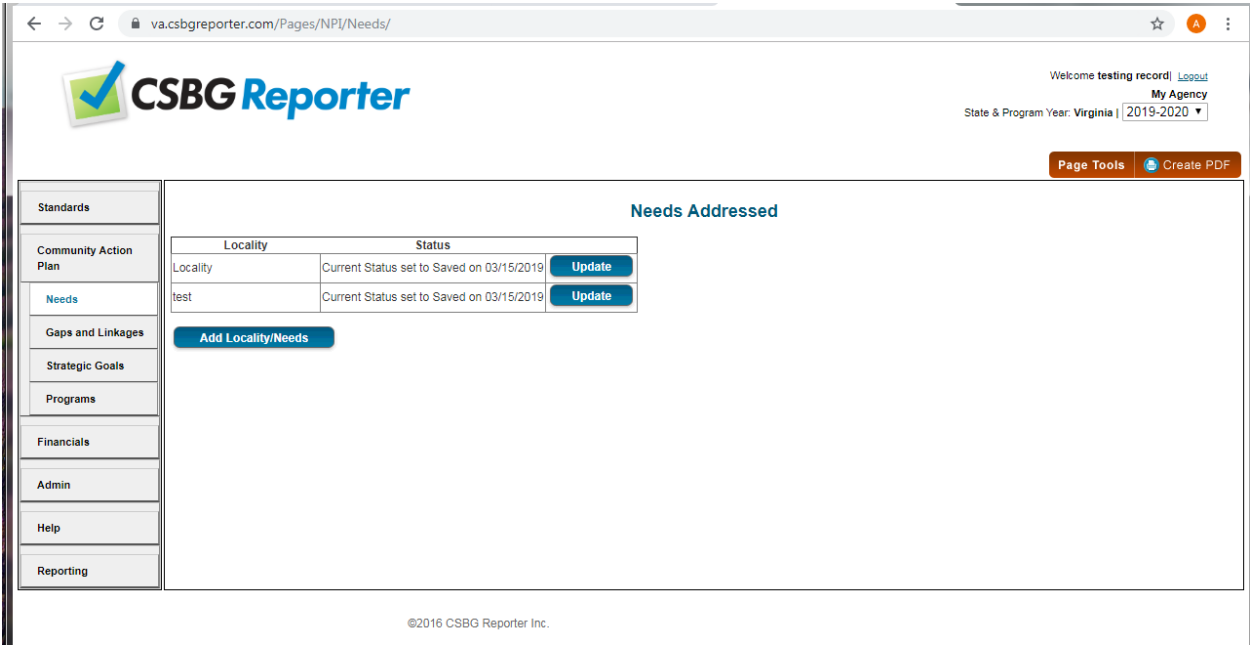 va.csbgreporter.com/Pages/NPI/Needs/
A
CSBG Reporter
Welcome testing record| Logout
My Agency
State & Program Year: Virginia | 2019-2020
Page Tools Create PDF
Standards
Community Action
Plan
Needs
Gaps and Linkages
Strategic Goals
Programs
Financials
Admin
Help
Reporting
Needs Addressed
Locality Status
Locality Current Status set to Saved on 03/15/2019 Update
test Current Status set to Saved on 03/15/2019 Update
Add Locality/Needs
©2016 CSBG Reporter Inc.